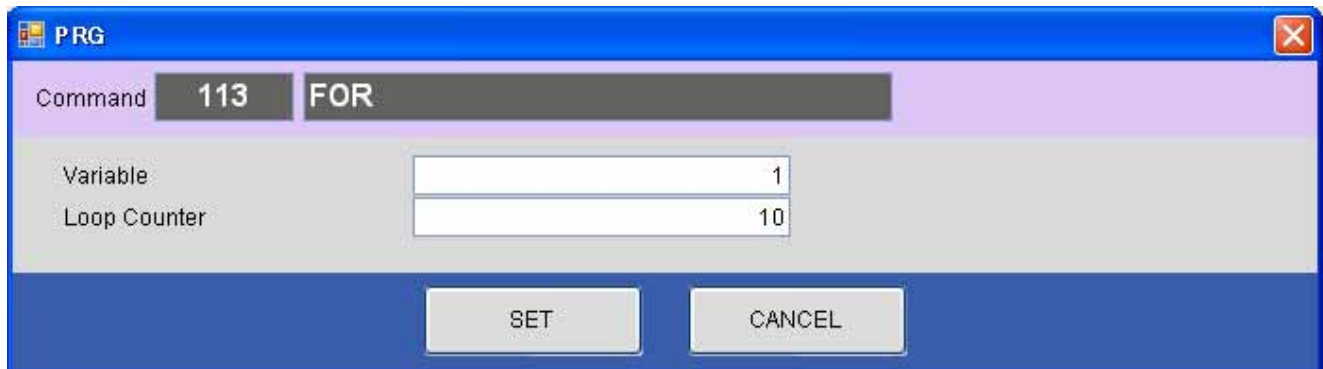 PRG
Command 113 FOR
Variable 1
Loop Counter 10
SET CANCEL